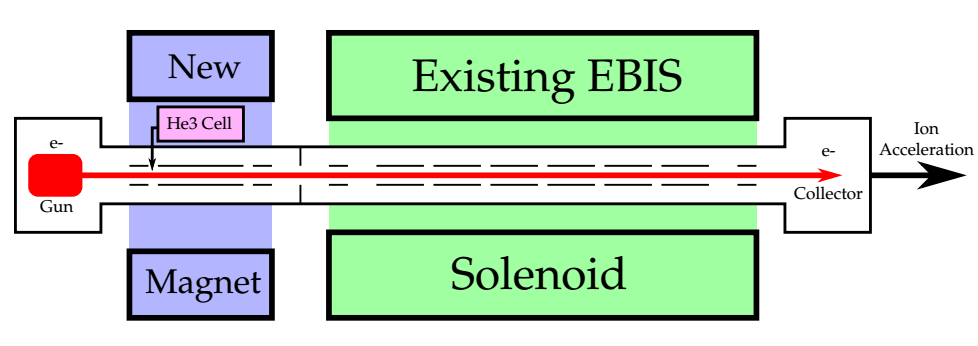 New
Existing EBIS
He3 Cell
e-
Gun
e-
Collector
Ion
Acceleration
Magnet
Solenoid